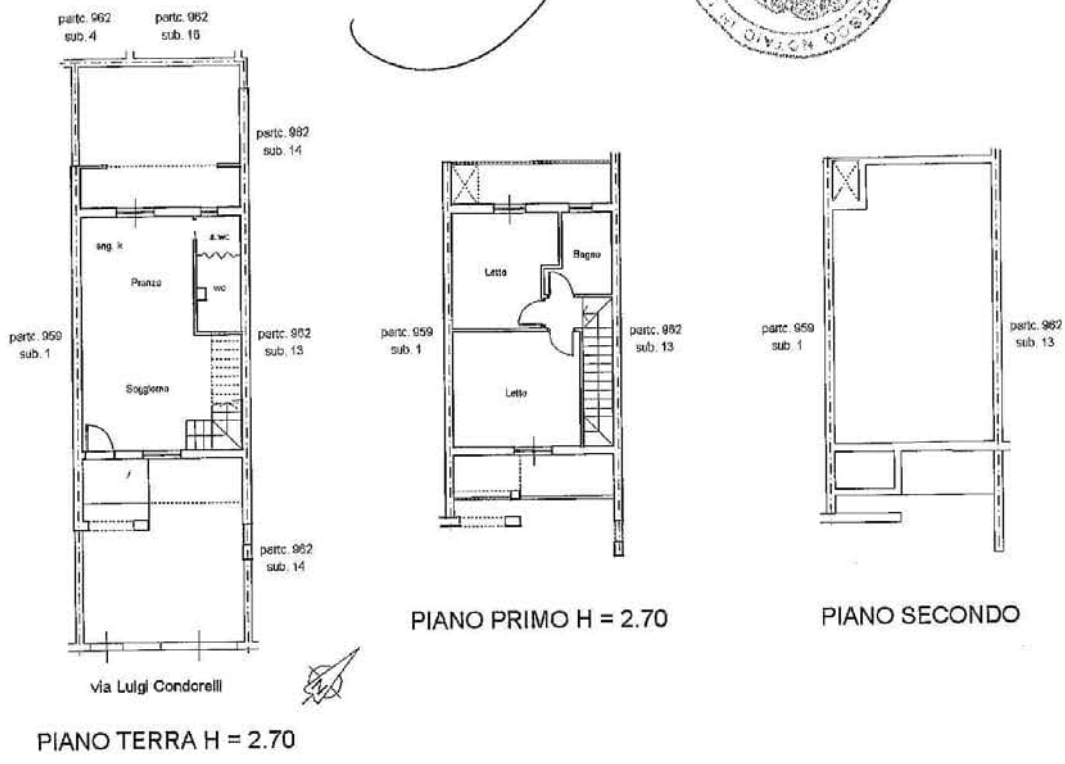 partc. 962
sub. 4
partc. 962
sub. 16
NOTAIO
partc. 962
sub. 14
a.wc
ang. k
Pranzo
wc
partc. 959
sub. 1
partc. 962
sub. 13
Soggiorno
partc. 962
sub. 14
via Luigi Condorelli
N
PIANO TERRA H = 2.70
Letto
Bagno
partc. 959
sub. 1
partc. 962
sub. 13
Letto
PIANO PRIMO H = 2.70
partc. 959
sub. 1
partc. 962
sub. 13
PIANO SECONDO